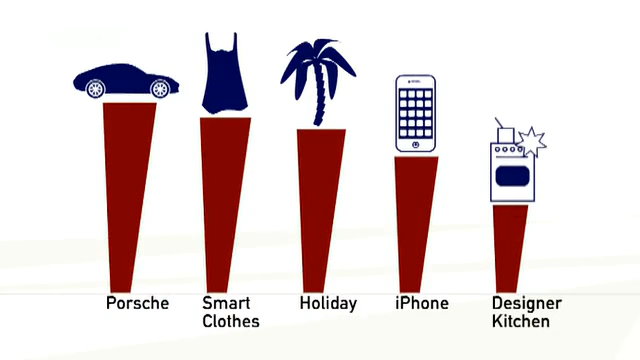 Porsche
Smart
Clothes
Holiday
iPhone
Designer
Kitchen